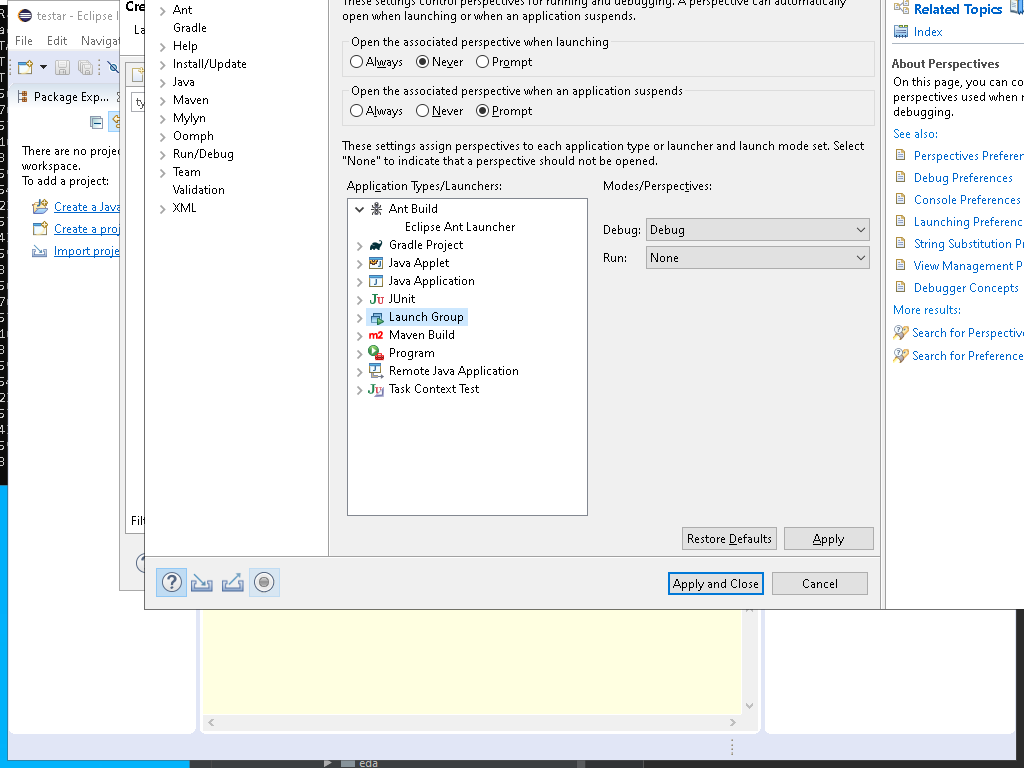 testar - Eclipse I
File Edit Navigat
Package Exp...
There are no proje
workspace.
To add a project:
Create a Java
Create a proj
Import proje
Cre
La
ty
Filt
Ant
Gradle
Help
Install/Update
Java
Maven
Mylyn
Oomph
Run/Debug
Team
Validation
XML
These settings control perspectives for running and debugging. A perspective can automatically
open when launching or when an application suspends.
Open the associated perspective when launching
Always Never Prompt
Open the associated perspective when an application suspends
Always Never Prompt
These settings assign perspectives to each application type or launcher and launch mode set. Select
"None" to indicate that a perspective should not be opened.
Application Types/Launchers:
Ant Build
Eclipse Ant Launcher
Gradle Project
Java Applet
Java Application
JUnit
Launch Group
Maven Build
Program
Remote Java Application
Task Context Test
Modes/Perspectives:
Debug: Debug
Run: None
Restore Defaults Apply
Apply and Close Cancel
Related Topics
Index
About Perspectives
On this page, you can co
perspectives used when r
debugging.
See also:
Perspectives Preferen
Debug Preferences
Console Preferences
Launching Preferenc
String Substitution Pr
View Management P
Debugger Concepts
More results:
Search for Perspective
Search for Preference
eda